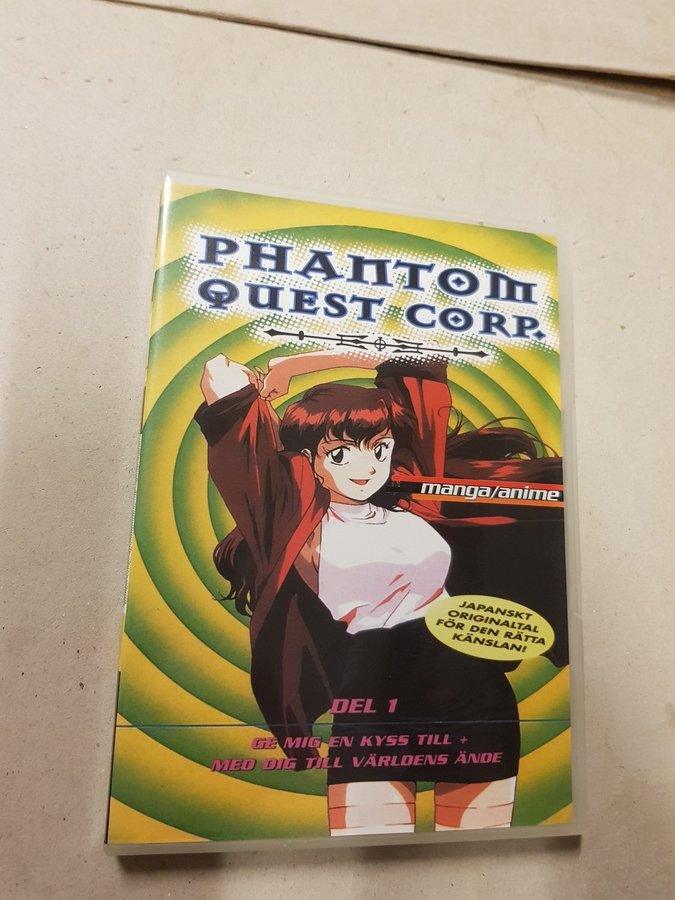 PHANTOM
QUEST CORP.
manga/anime
JAPANSKT
ORIGINALTAL
FÖR DEN RÄTTA
KÄNSLAN!
DEL 1
GE MIG EN KYSS TILL +
MED DIG TILL VÄRLDENS ÄNDE